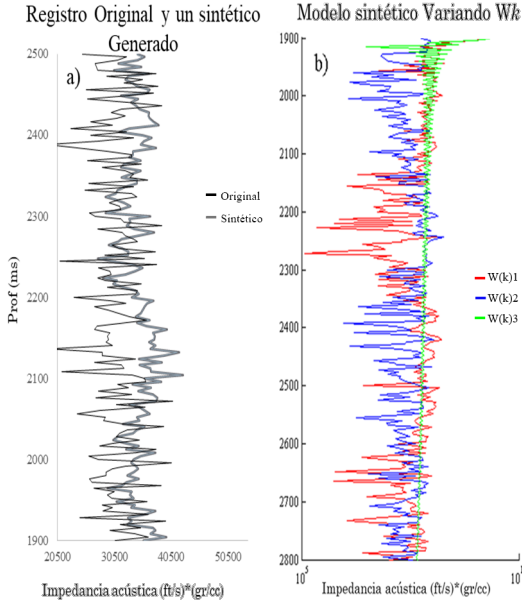 Registro Original y un sintético
Generado
a)
2500
2400
2300
2200
2100
2000
1900
Prof (ms)
Original
Sintético
20500 30500 40500 50500
Impedancia acústica (ft/s)*(gr/cc)
Modelo sintético Variando Wk
b)
1900
2000
2100
2200
2300
2400
2500
2600
2700
2800
W(k)1
W(k)2
W(k)3
Impedancia acústica (ft/s)*(gr/cc)